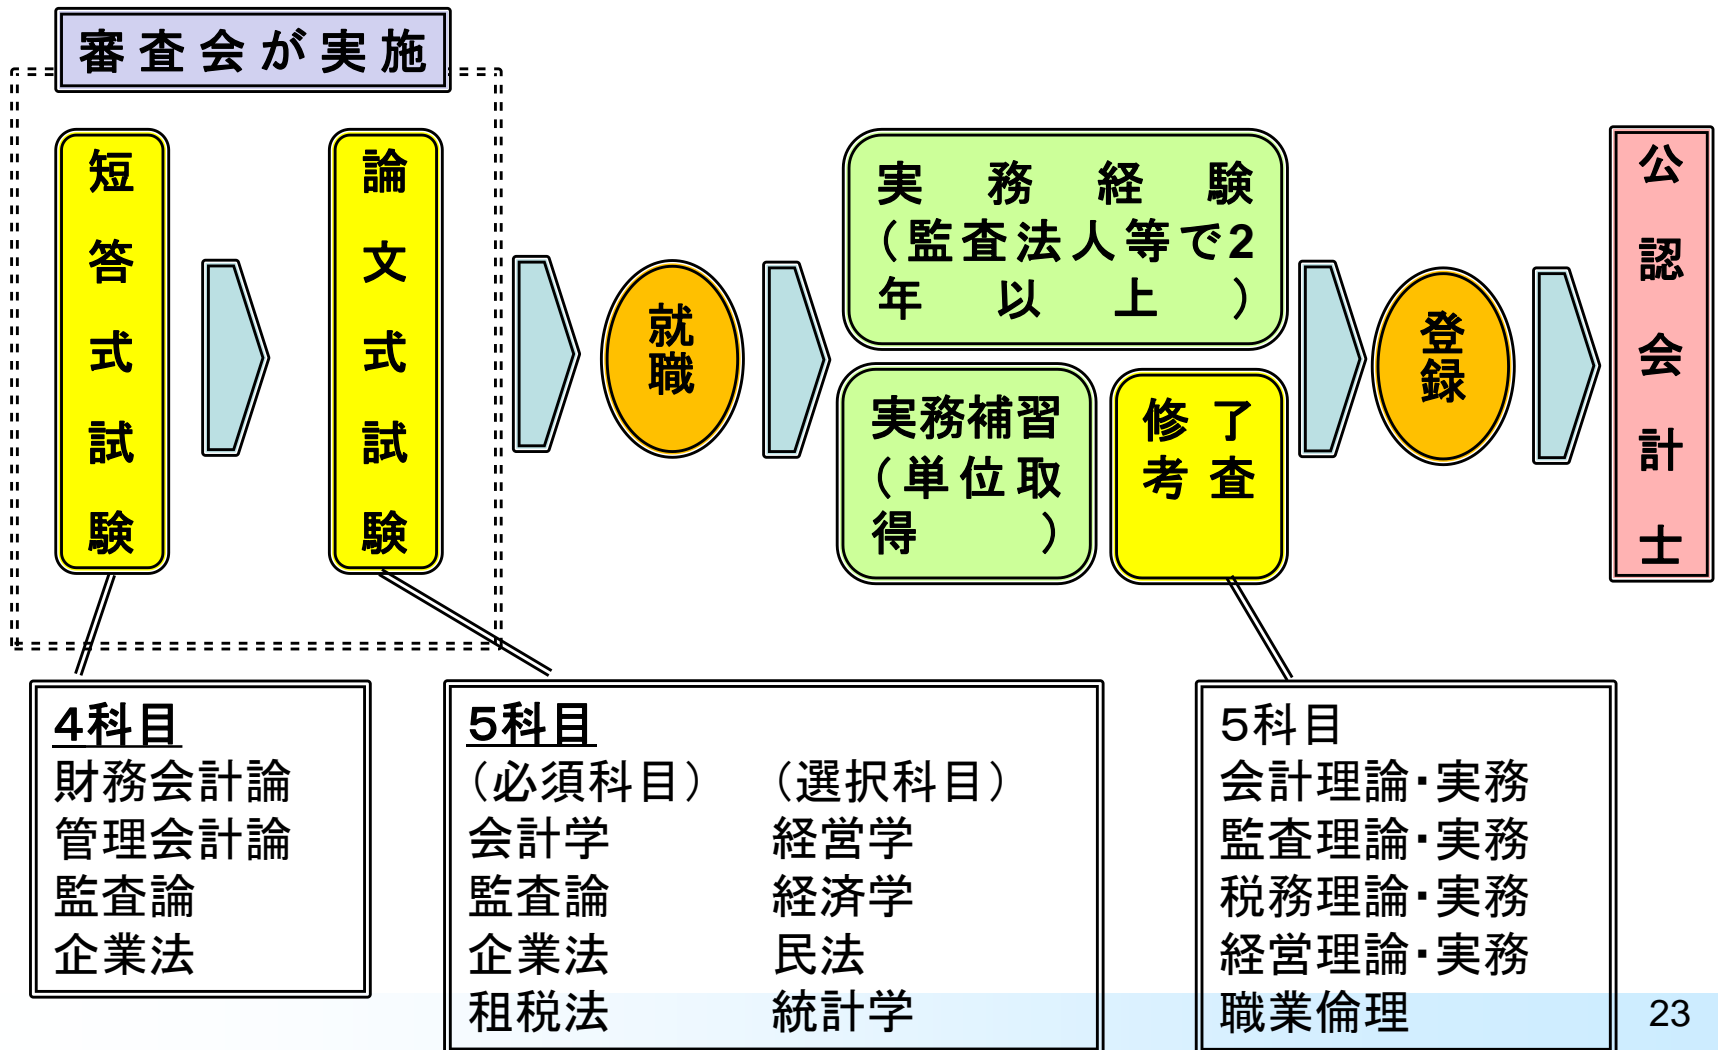 審査会が実施
短答式試験
論文式試験
就職
実務経験
（監査法人等で2
年以上）
実務補習
（単位取
得）
修了
考査
登録
公認会計士
４科目
財務会計論
管理会計論
監査論
企業法
５科目
（必須科目）　（選択科目）
会計学　経営学
監査論　経済学
企業法　民法
租税法　統計学
５科目
会計理論・実務
監査理論・実務
税務理論・実務
経営理論・実務
職業倫理
23